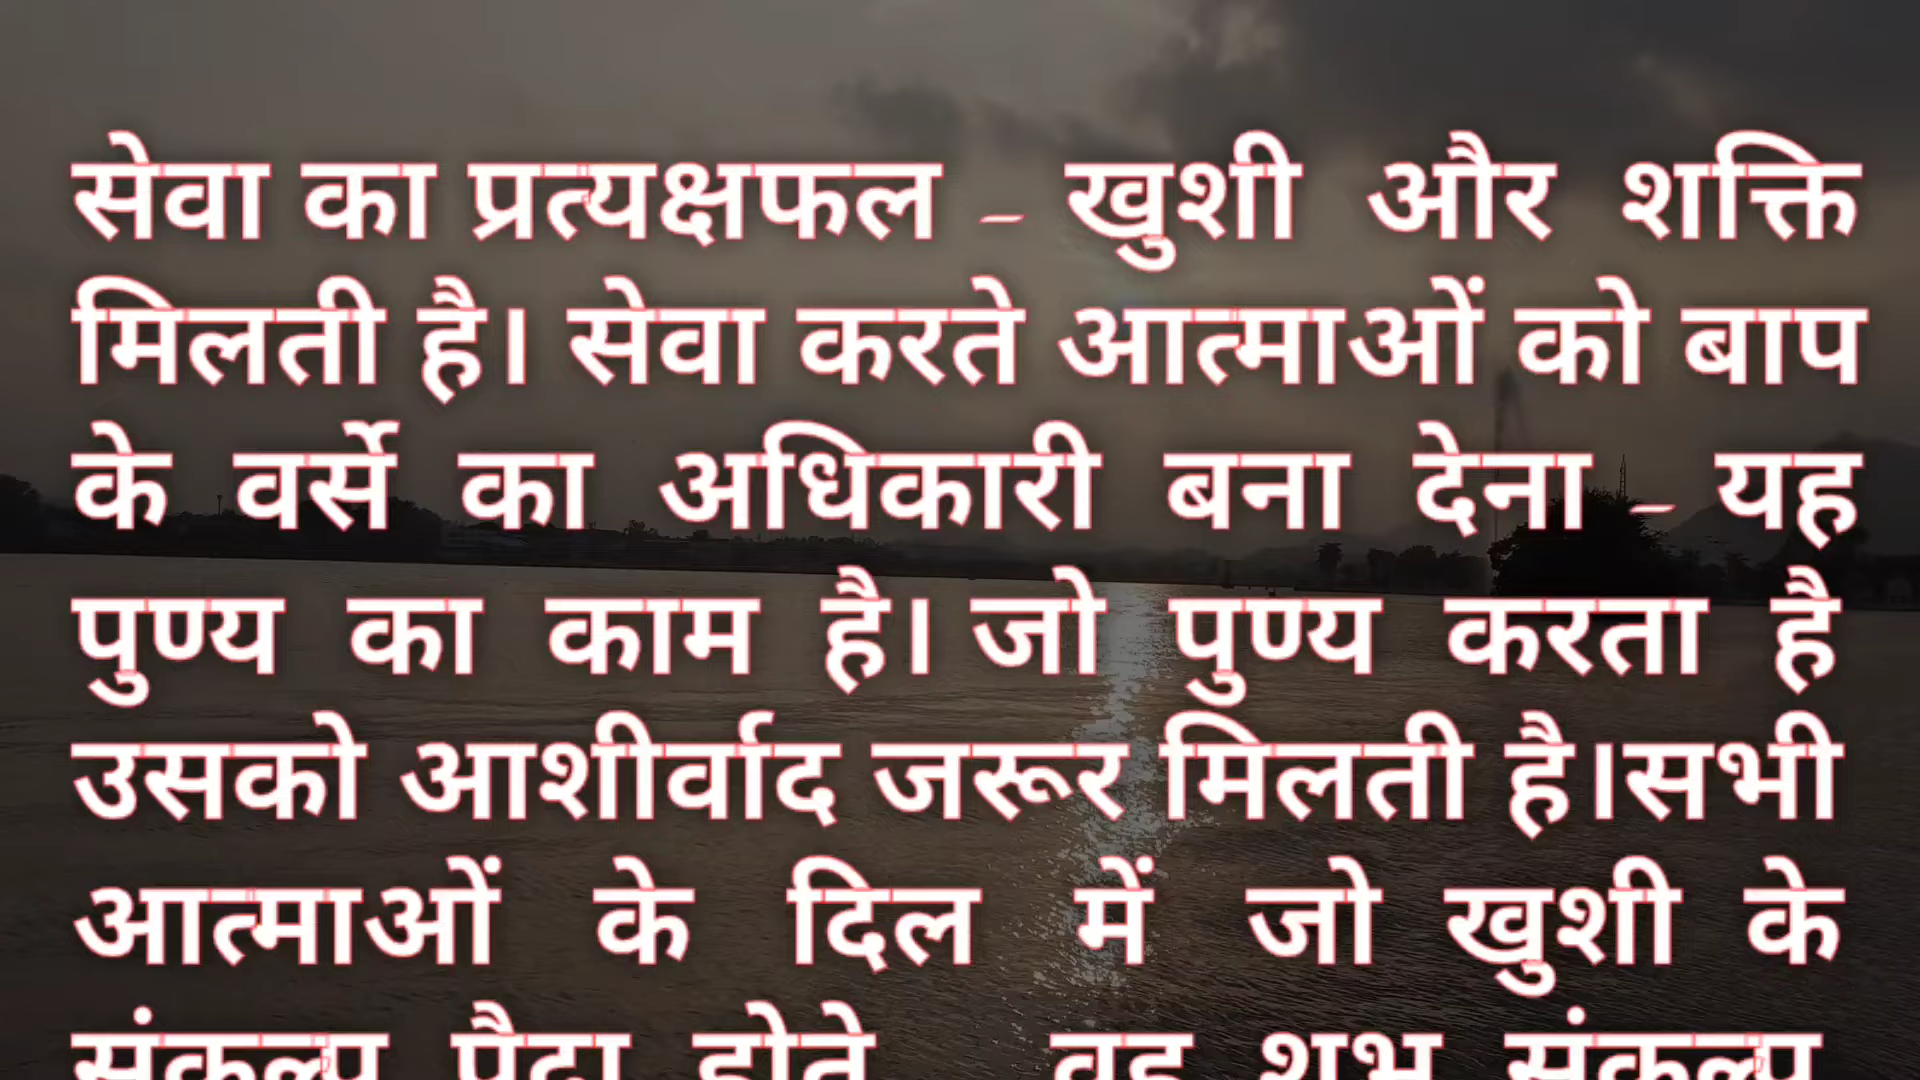 सेवा का प्रत्यक्षफल - खुशी और शक्ति
मिलती है। सेवा करते आत्माओं को बाप
के वर्से का अधिकारी बना देना - यह
पुण्य का काम है। जो पुण्य करता है
उसको आशीर्वाद जरूर मिलती है।सभी
आत्माओं के दिल में जो खुशी के
संकल्प पैदा होते वह शुभ संकल्प